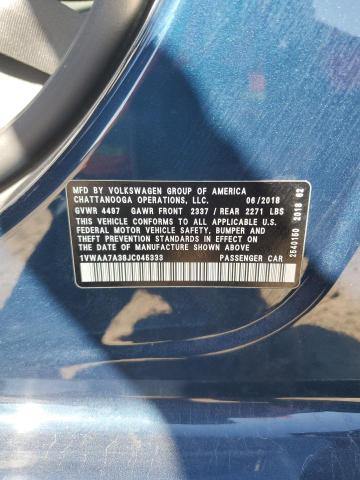 MFD BY VOLKSWAGEN GROUP OF AMERICA
CHATTANOOGA OPERATIONS, LLC. 06/2018
GVWR 4497 GAWR FRONT 2337 / REAR 2271 LBS
THIS VEHICLE CONFORMS TO ALL APPLICABLE U.S.
FEDERAL MOTOR VEHICLE SAFETY, BUMPER AND
THEFT PREVENTION STANDARDS IN EFFECT ON THE
DATE OF MANUFACTURE SHOWN ABOVE.
1VWAA7A38JC045333 PASSENGER CAR
2540150 2018 02